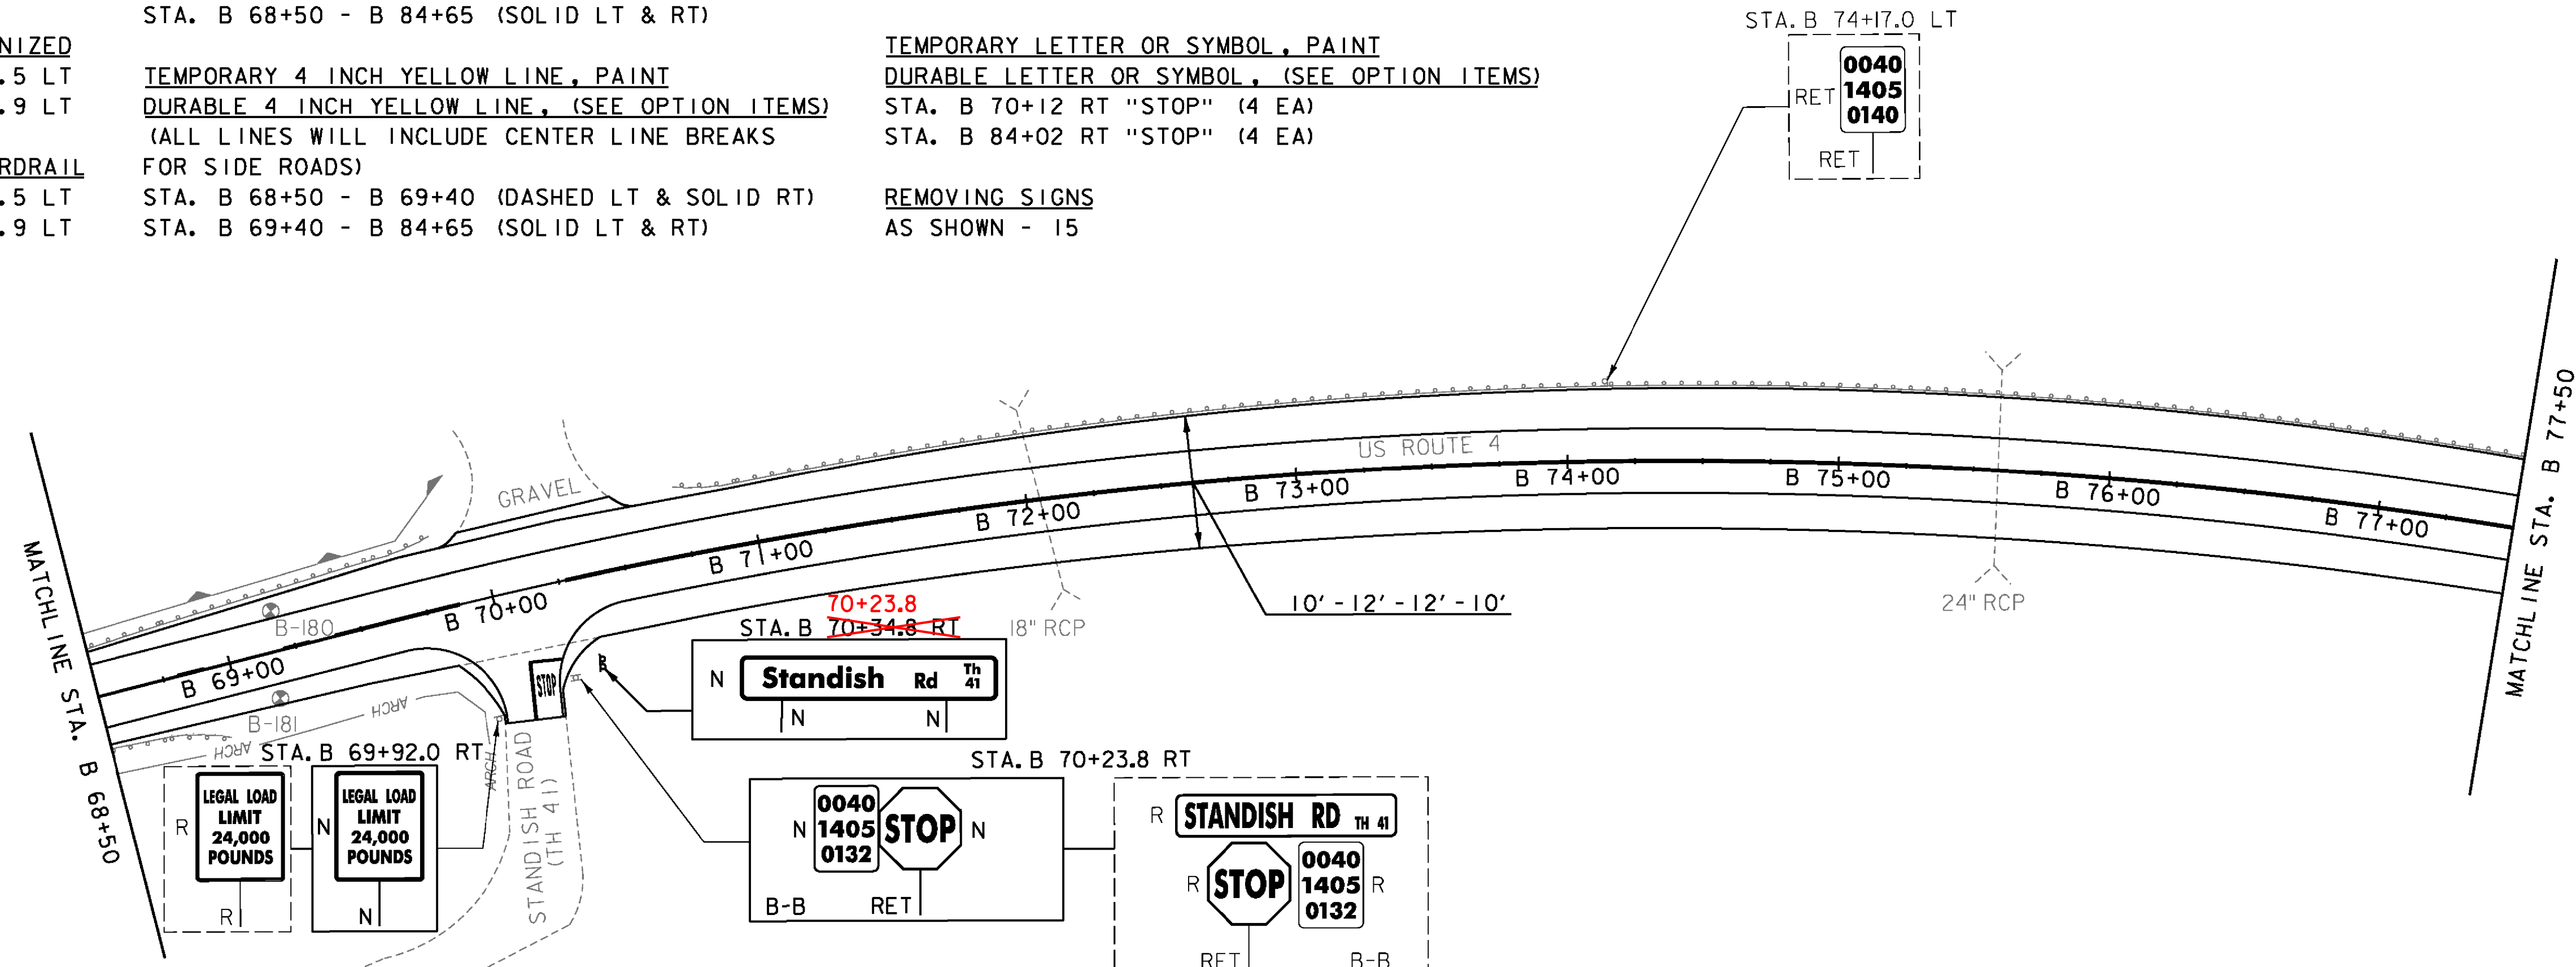 STA. B 68+50 - B 84+65 (SOLID LT & RT)
NIZED
.5 LT
.9 LT
RDRAIL
.5 LT
.9 LT
TEMPORARY 4 INCH YELLOW LINE, PAINT
DURABLE 4 INCH YELLOW LINE, (SEE OPTION ITEMS)
(ALL LINES WILL INCLUDE CENTER LINE BREAKS
FOR SIDE ROADS)
STA. B 68+50 - B 69+40 (DASHED LT & SOLID RT)
STA. B 69+40 - B 84+65 (SOLID LT & RT)
TEMPORARY LETTER OR SYMBOL, PAINT
DURABLE LETTER OR SYMBOL, (SEE OPTION ITEMS)
STA. B 70+12 RT "STOP" (4 EA)
STA. B 84+02 RT "STOP" (4 EA)
REMOVING SIGNS
AS SHOWN - 15
STA. B 74+17.0 LT
RET
0040
1405
0140
RET
MATCHLINE STA. B 68+50
MATCHLINE STA. B 77+50
GRAVEL
US ROUTE 4
B 69+00
B 70+00
B 71+00
B 72+00
B 73+00
B 74+00
B 75+00
B 76+00
B 77+00
B-180
B-181
ARCH
ARCH
ARCH
18" RCP
24" RCP
10' -12' -12' -10'
STOP
STANDISH ROAD
(TH 41)
70+23.8
STA. B 70+34.8 RT
N Standish Rd Th 41
N N
STA. B 69+92.0 RT
R
LEGAL LOAD
LIMIT
24,000
POUNDS
R
N
LEGAL LOAD
LIMIT
24,000
POUNDS
N
STA. B 70+23.8 RT
N
0040
1405
0132
STOP
N
B-B RET
R STANDISH RD TH 41
R STOP
0040
1405
0132
R
RET B-B